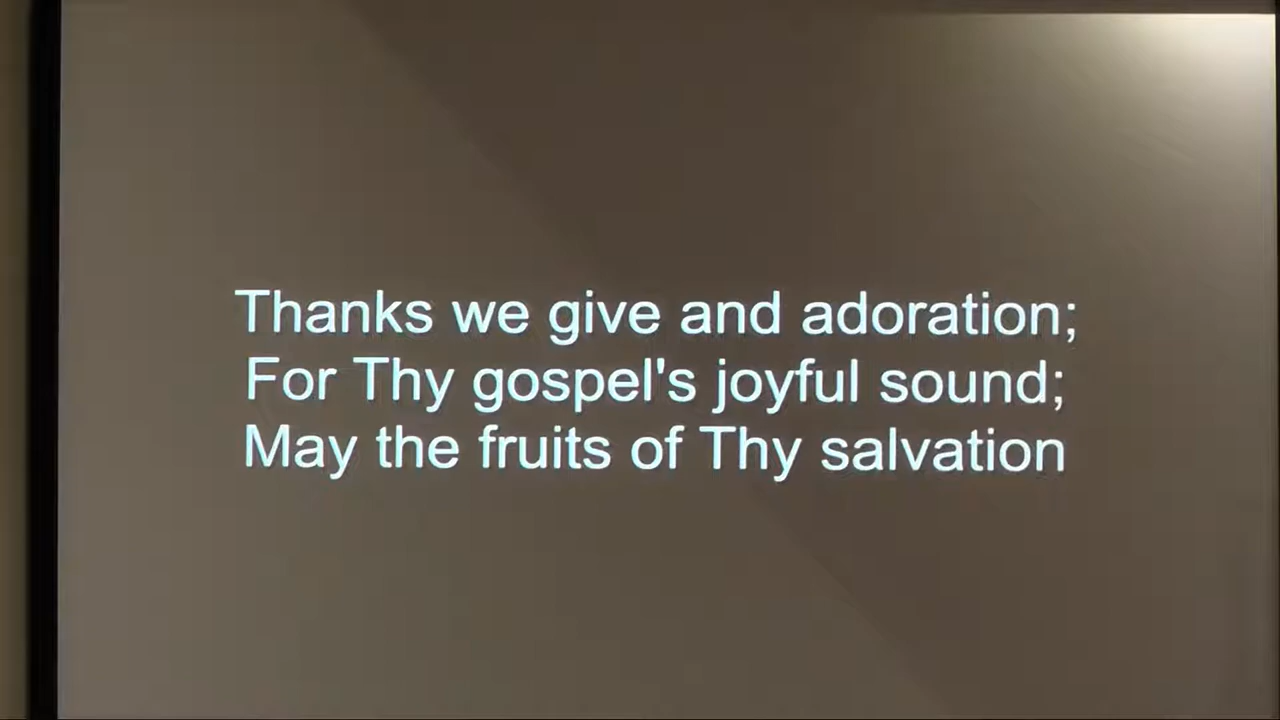 Thanks we give and adoration;
For Thy gospel's joyful sound;
May the fruits of Thy salvation